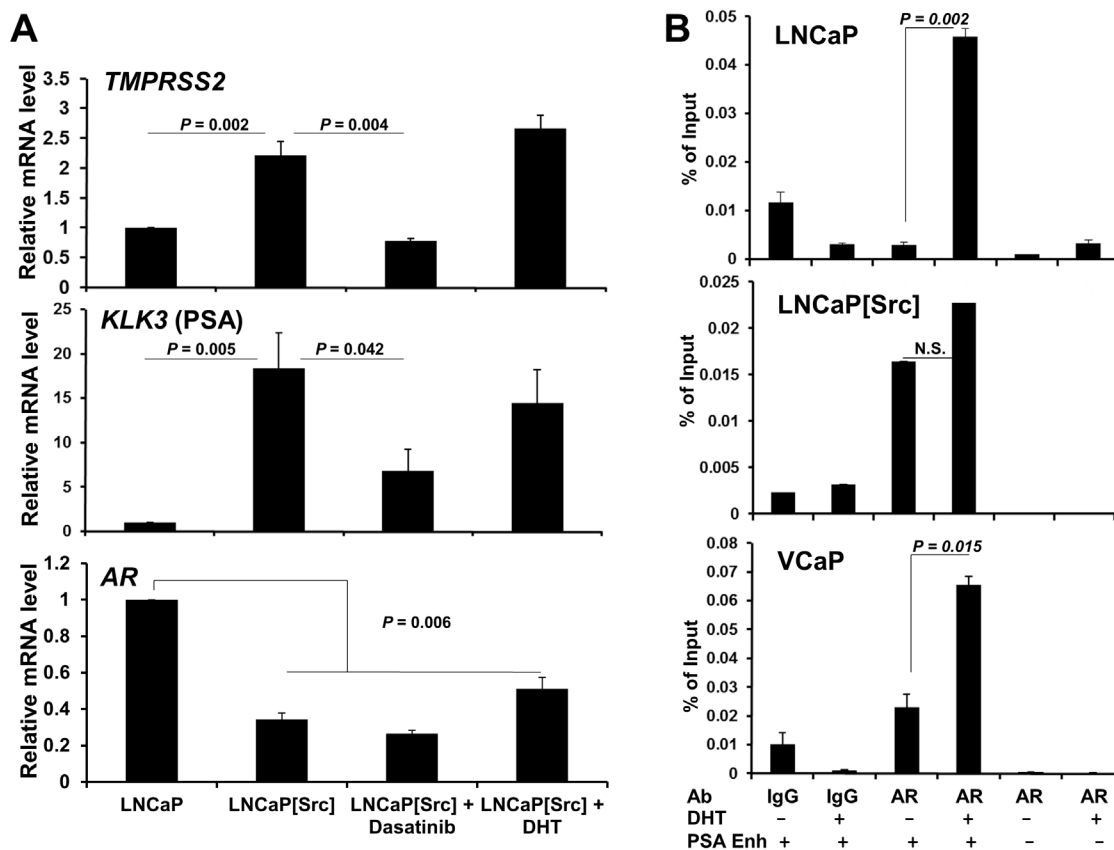 A
TMPRSS2
Relative mRNA level
3.5
3
2.5
2
1.5
1
0.5
0
P = 0.002
P = 0.004
KLK3 (PSA)
Relative mRNA level
25
20
15
10
5
0
P = 0.005
P = 0.042
AR
Relative mRNA level
1.2
1
0.8
0.6
0.4
0.2
0
P = 0.006
LNCaP
LNCaP[Src]
LNCaP[Src] + Dasatinib
LNCaP[Src] + DHT
B
LNCaP
% of Input
0.05
0.04
0.03
0.02
0.01
0
P = 0.002
LNCaP[Src]
% of Input
0.025
0.02
0.015
0.01
0.005
0
N.S.
VCaP
% of Input
0.08
0.07
0.06
0.05
0.04
0.03
0.02
0.01
0
P = 0.015
Ab IgG IgG AR AR AR AR
DHT − + − + − +
PSA Enh + + + + − −